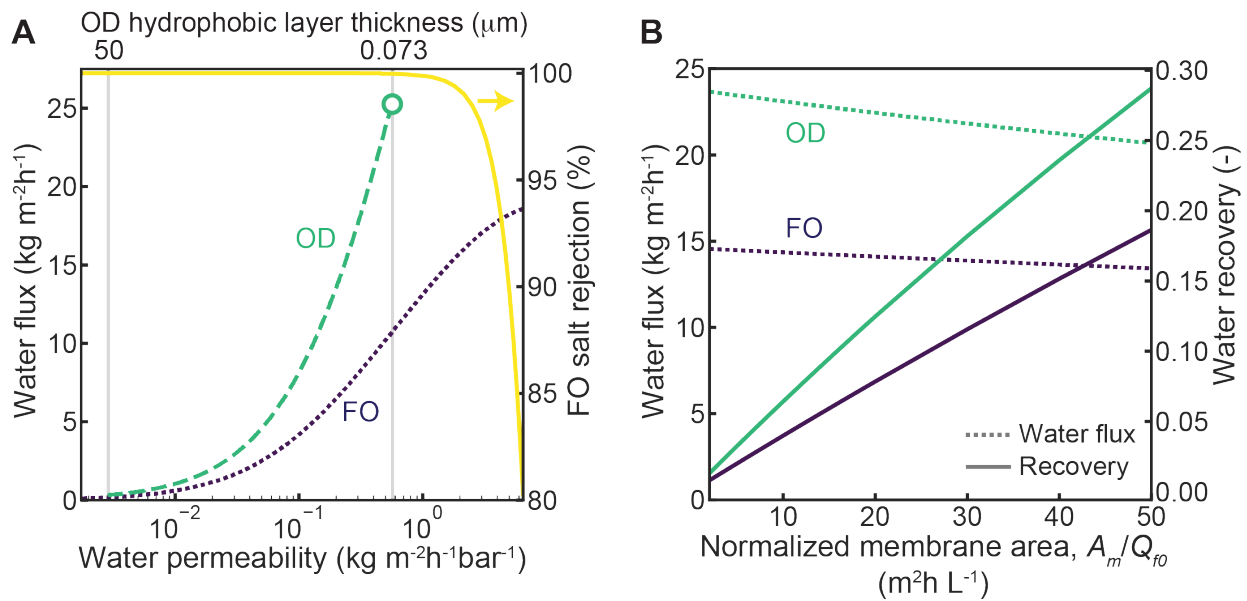 A
OD hydrophobic layer thickness (μm)
50 0.073
Water flux (kg m⁻²h⁻¹)
25
20
15
10
5
0
OD
FO
100
95
90
85
80
FO salt rejection (%)
10⁻² 10⁻¹ 10⁰
Water permeability (kg m⁻²h⁻¹bar⁻¹)
B
Water flux (kg m⁻²h⁻¹)
25
20
15
10
5
0
OD
FO
Water flux
Recovery
0.30
0.25
0.20
0.15
0.10
0.05
0.00
Water recovery (-)
10 20 30 40 50
Normalized membrane area, Aₘ/Q_f0
(m²h L⁻¹)